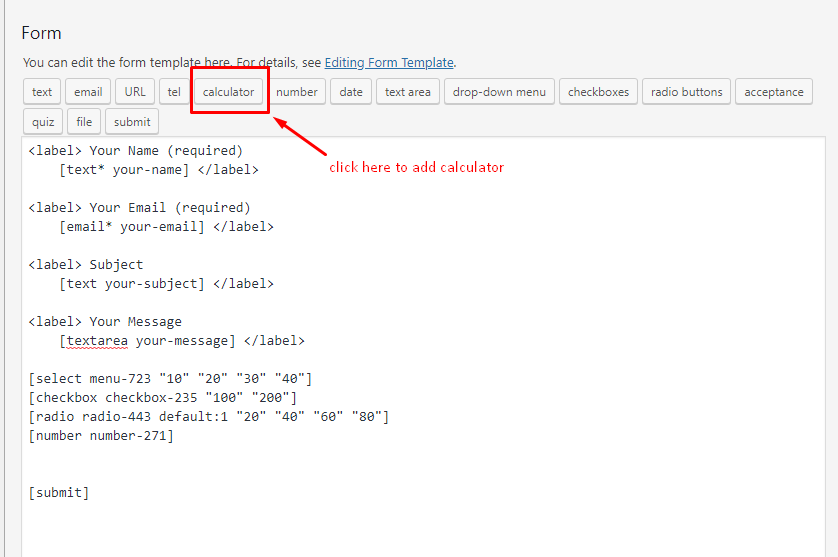 Form
You can edit the form template here. For details, see Editing Form Template.
text email URL tel calculator number date text area drop-down menu checkboxes radio buttons acceptance
quiz file submit
<label> Your Name (required)
[text* your-name] </label>
click here to add calculator
<label> Your Email (required)
[email* your-email] </label>
<label> Subject
[text your-subject] </label>
<label> Your Message
[textarea your-message] </label>
[select menu-723 "10" "20" "30" "40"]
[checkbox checkbox-235 "100" "200"]
[radio radio-443 default:1 "20" "40" "60" "80"]
[number number-271]
[submit]